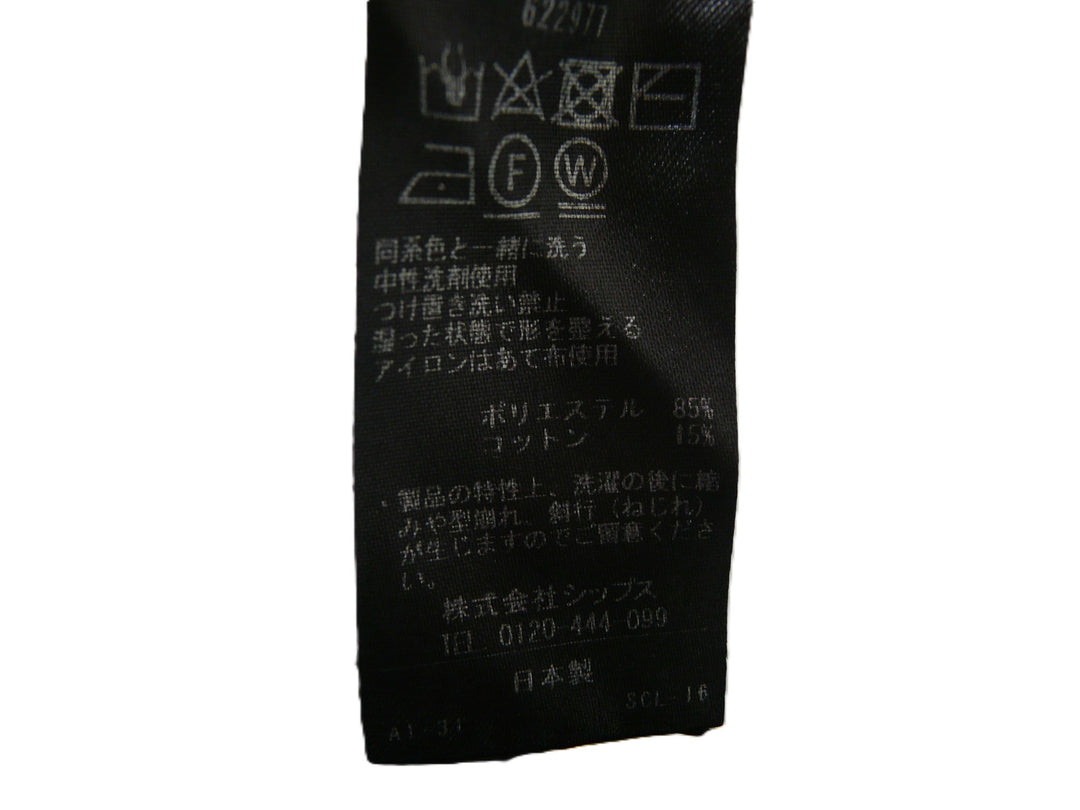 622977
F W
同系色と一緒に洗う
中性洗剤使用
つけ置き洗い禁止
湿った状態で形を整える
アイロンはあて布使用
ポリエステル 85%
コットン 15%
・製品の特性上、洗濯の後に縮
みや型崩れ、斜行（ねじれ）
が生じますのでご留意くださ
い。
株式会社シップス
TEL 0120-444-099
日本製
SCL-16
A1-31